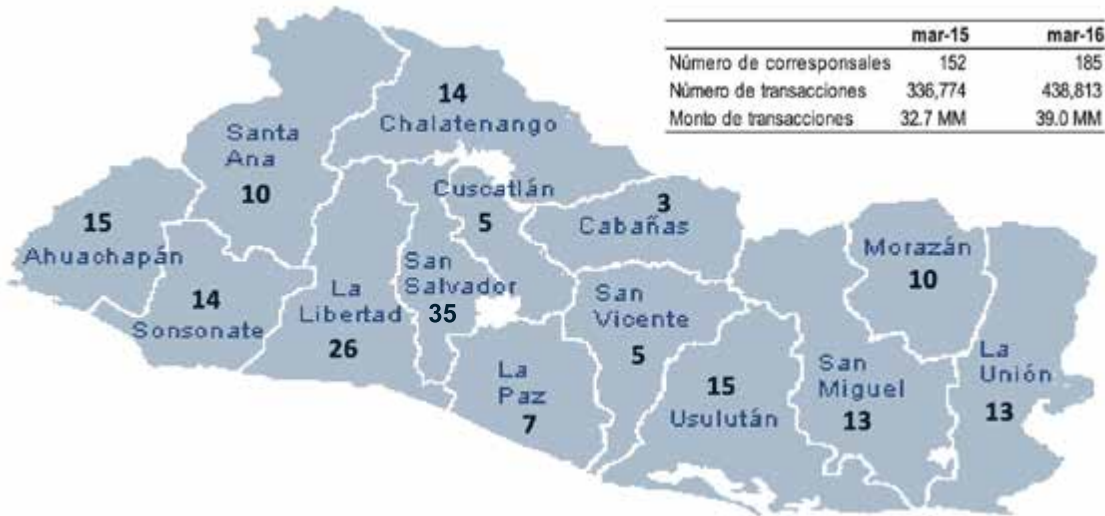 mar-15 mar-16
Número de corresponsales 152 185
Número de transacciones 336,774 438,813
Monto de transacciones 32.7 MM 39.0 MM
14
Chalatenango
Santa
Ana
10
Cuscatlán
5
3
Cabañas
15
Ahuachapán
14
Sonsonate
La
Libertad
26
San
Salvador
35
San
Vicente
5
Morazán
10
La
Paz
7
15
Usulután
San
Miguel
13
La
Unión
13